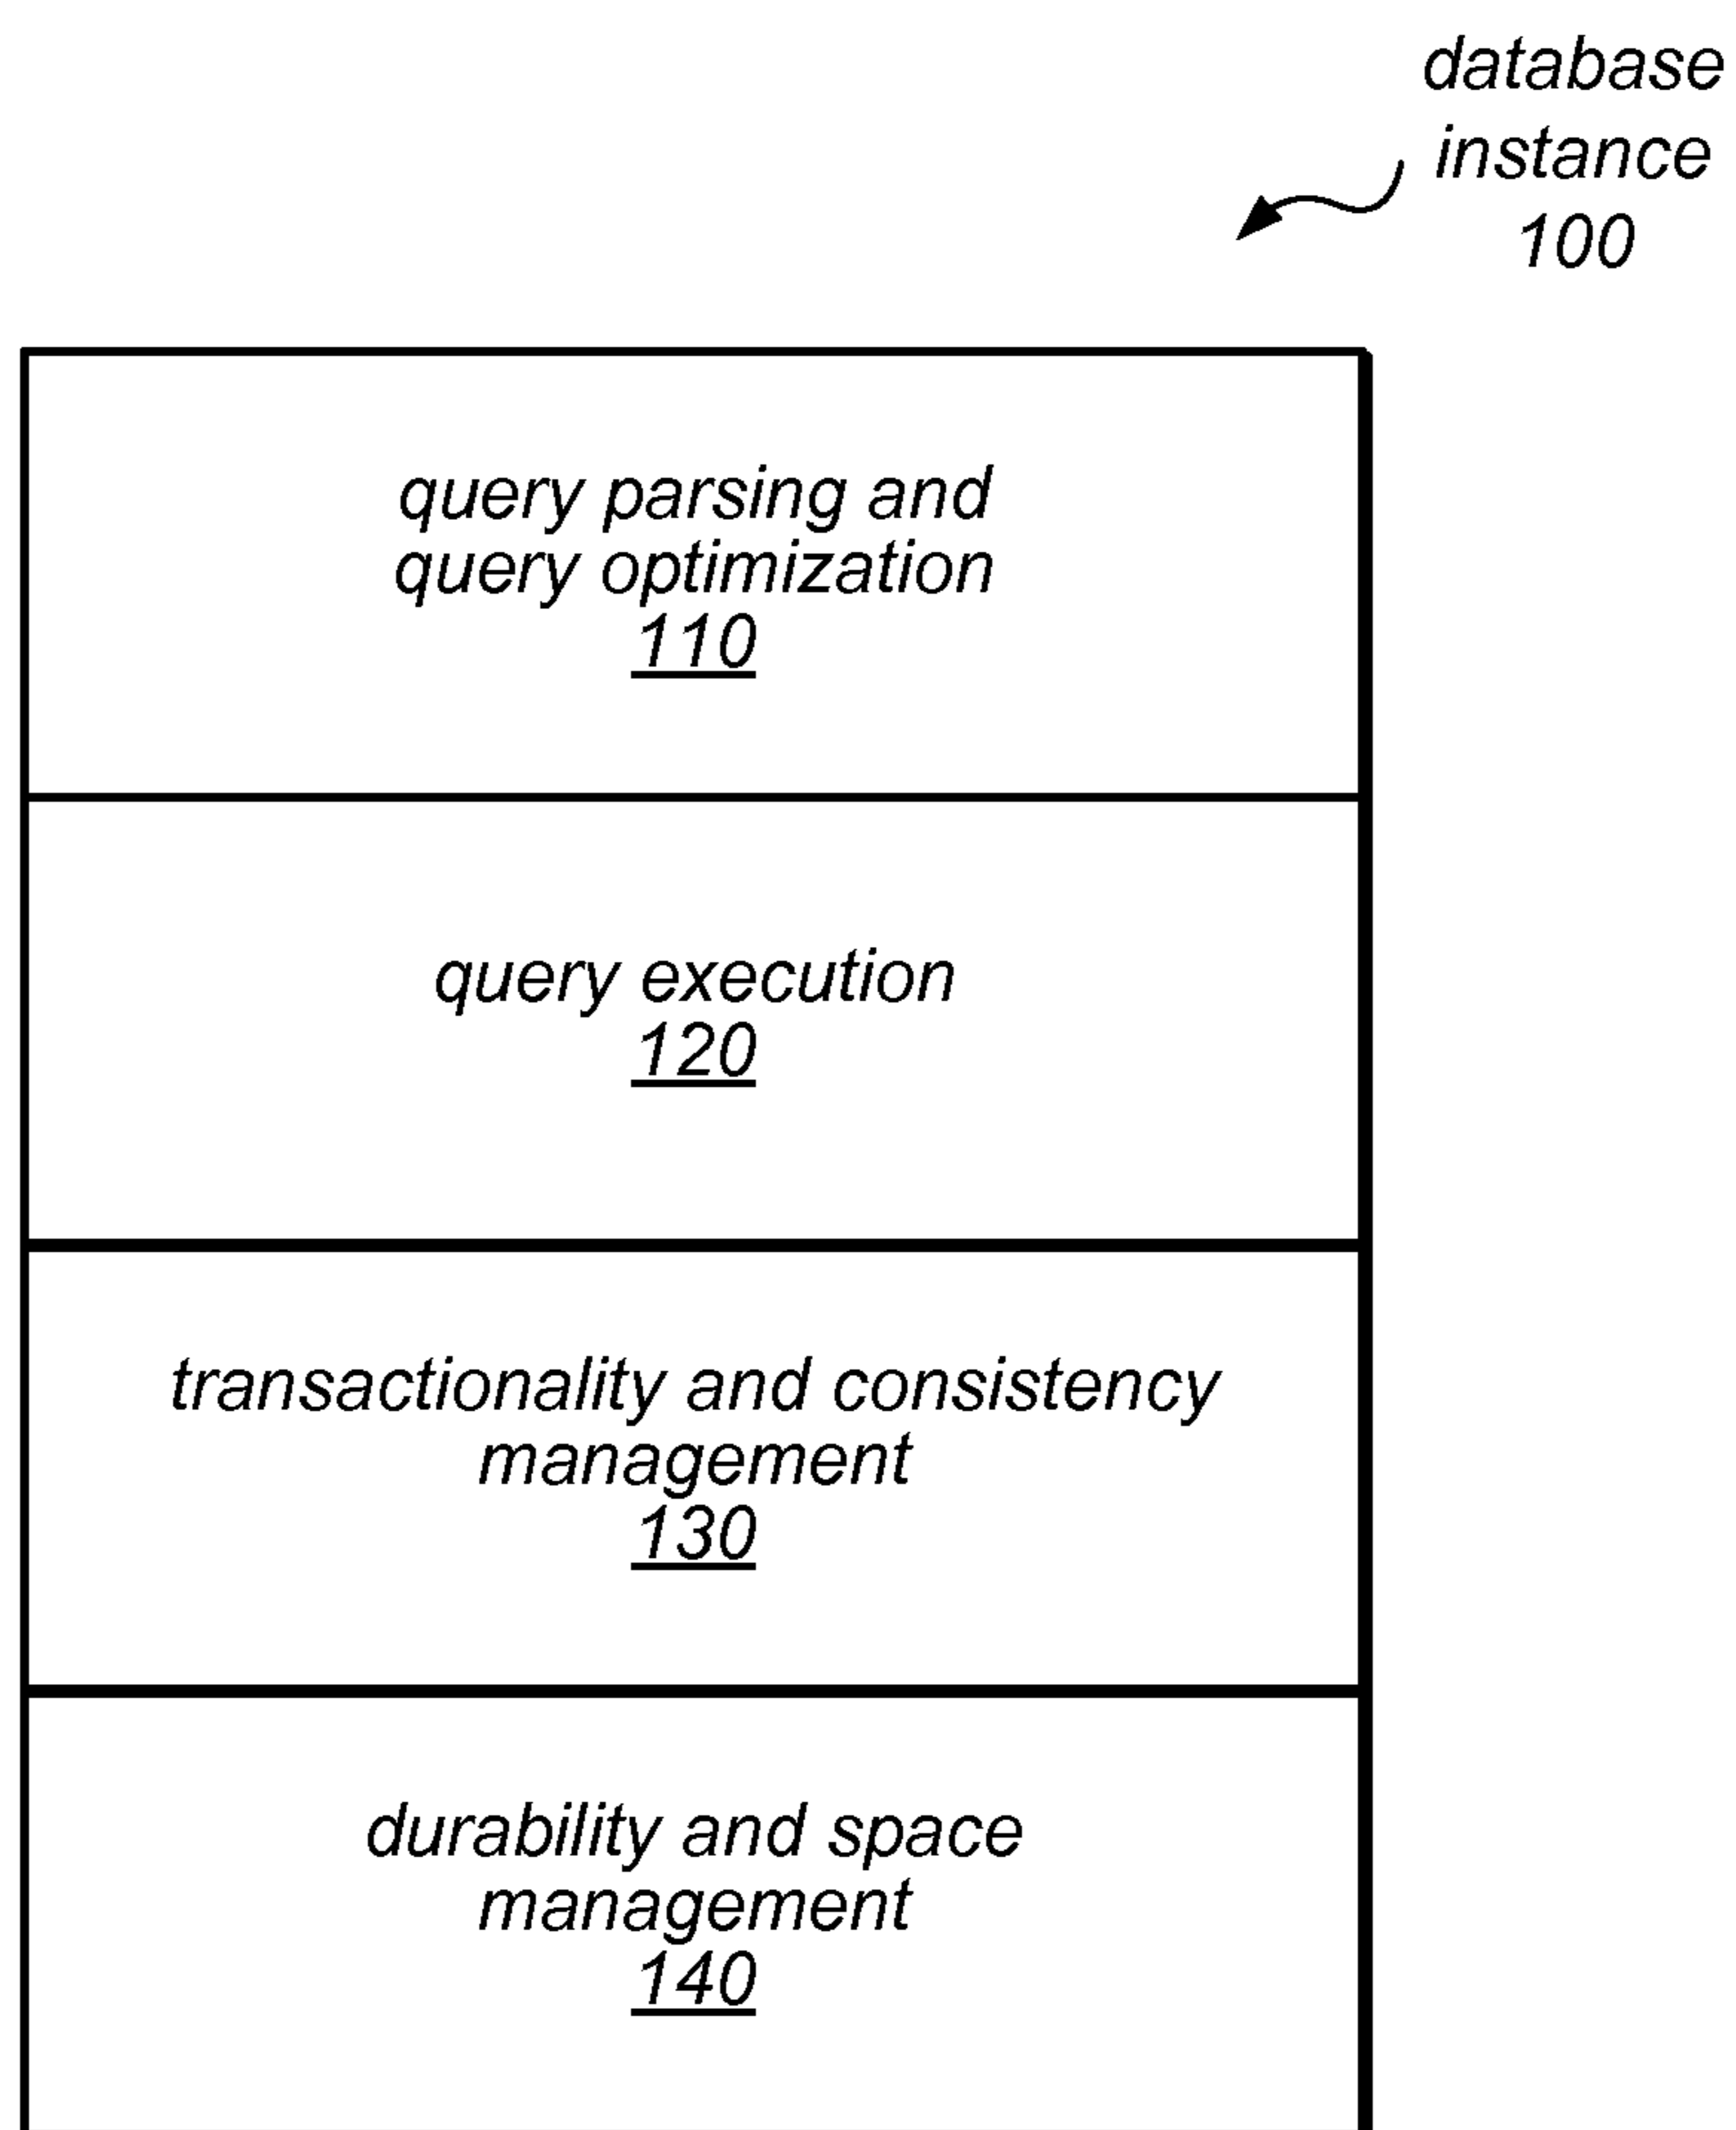 database
instance
100
query parsing and
query optimization
110
query execution
120
transactionality and consistency
management
130
durability and space
management
140